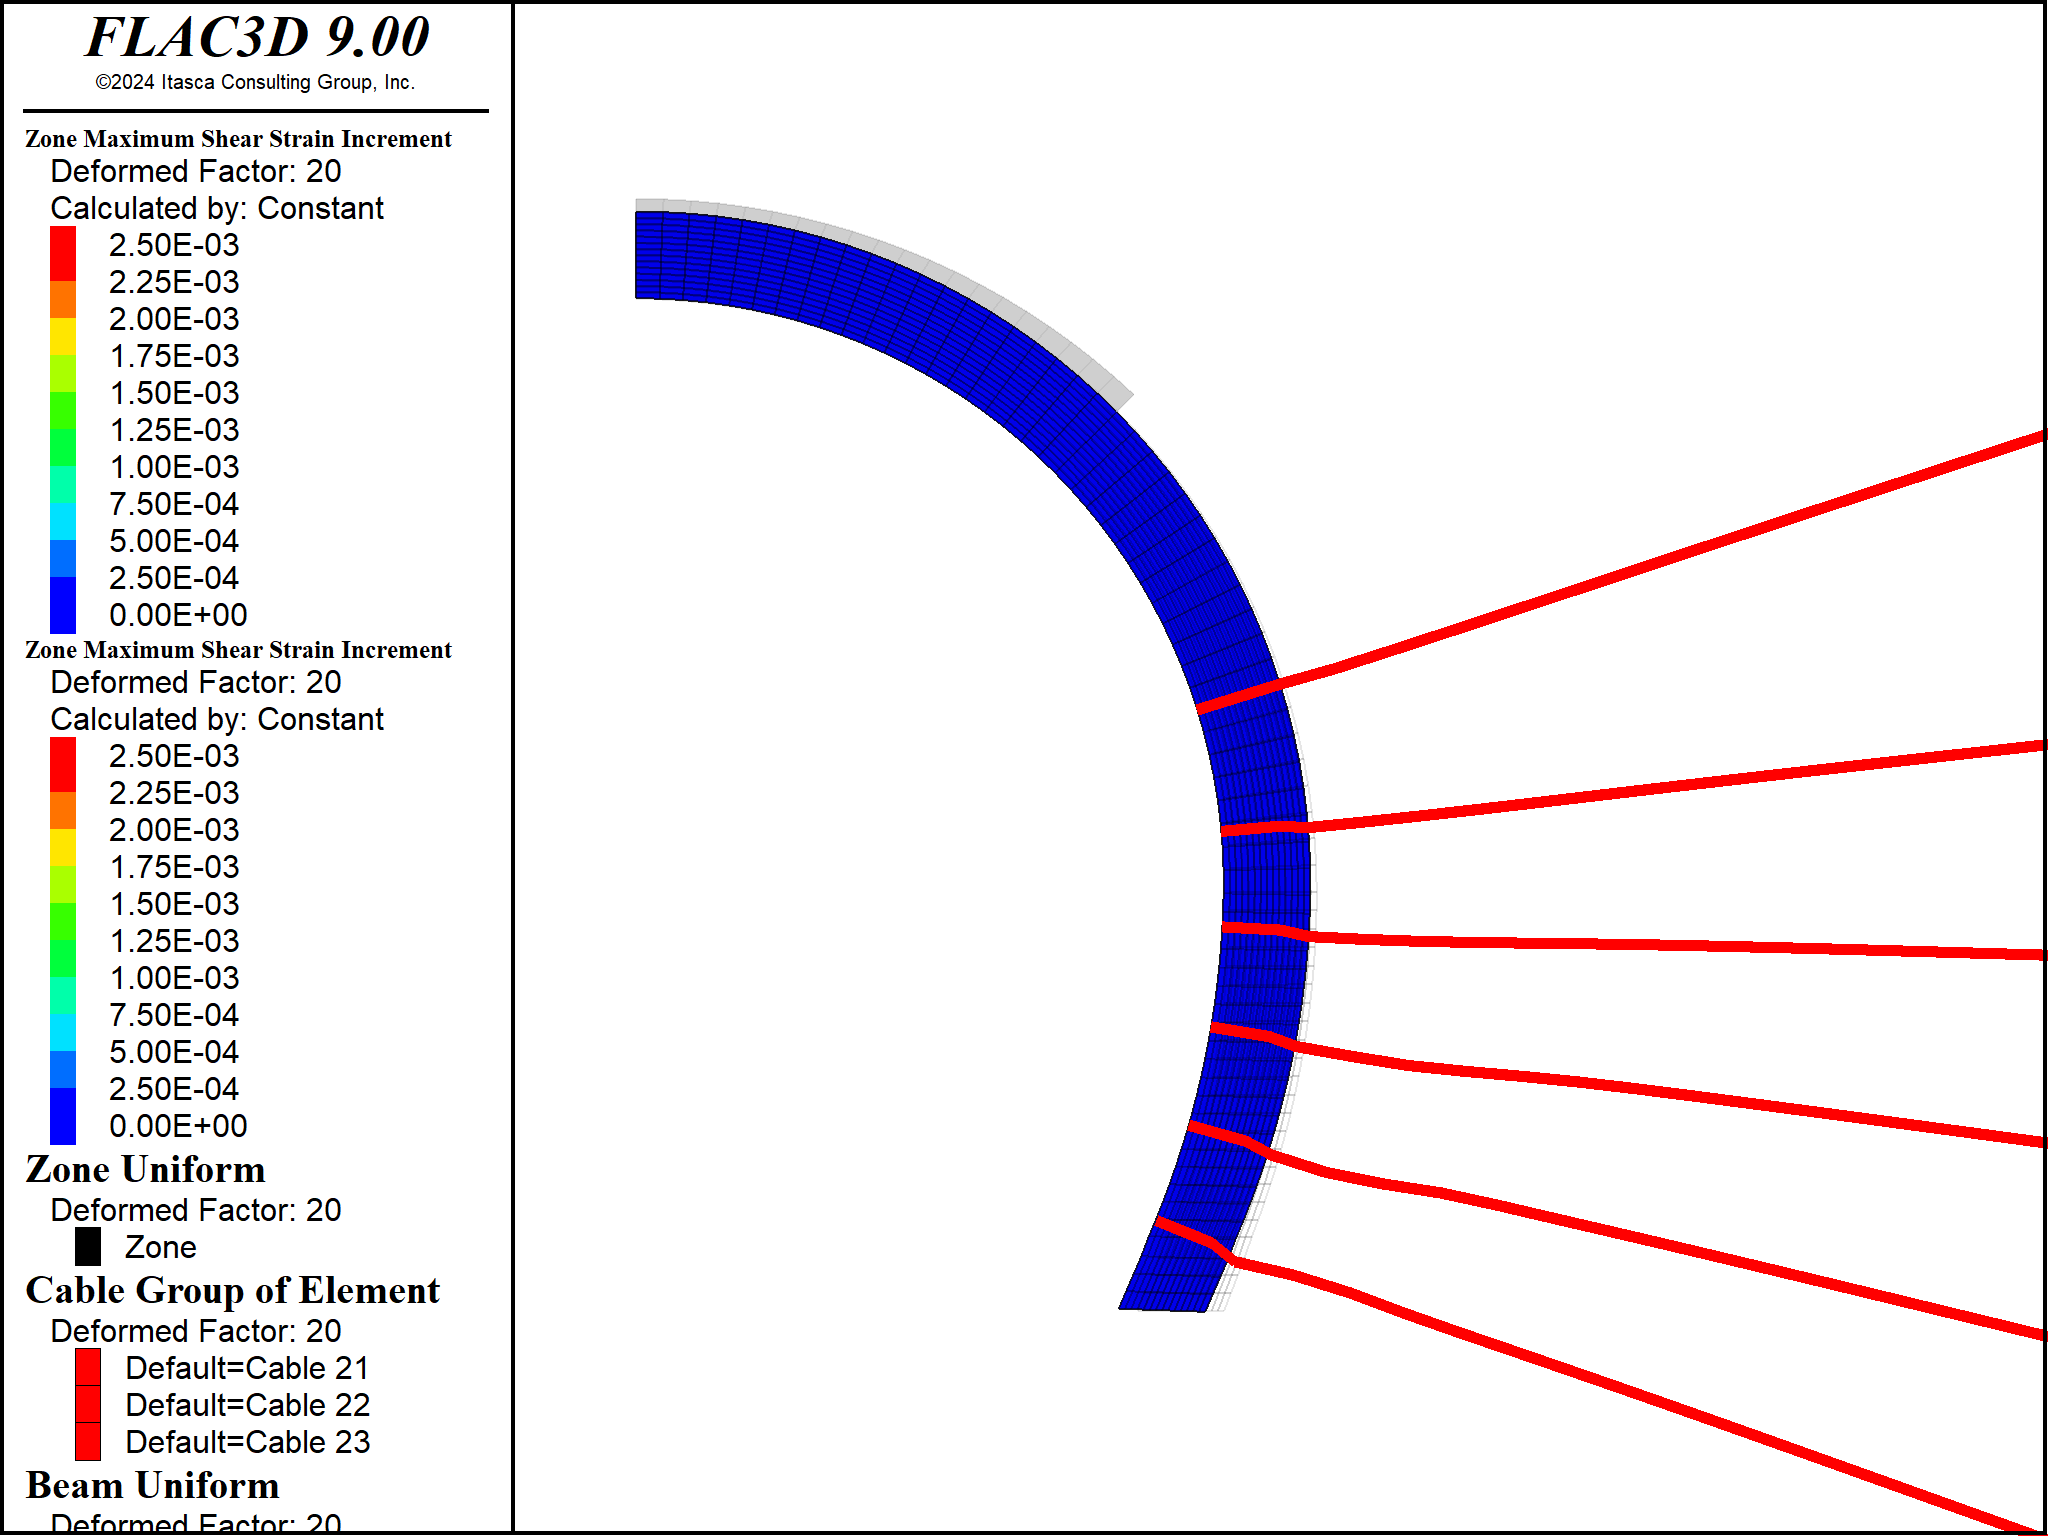 FLAC3D 9.00
©2024 Itasca Consulting Group, Inc.
Zone Maximum Shear Strain Increment
Deformed Factor: 20
Calculated by: Constant
2.50E-03
2.25E-03
2.00E-03
1.75E-03
1.50E-03
1.25E-03
1.00E-03
7.50E-04
5.00E-04
2.50E-04
0.00E+00
Zone Maximum Shear Strain Increment
Deformed Factor: 20
Calculated by: Constant
2.50E-03
2.25E-03
2.00E-03
1.75E-03
1.50E-03
1.25E-03
1.00E-03
7.50E-04
5.00E-04
2.50E-04
0.00E+00
Zone Uniform
Deformed Factor: 20
Zone
Cable Group of Element
Deformed Factor: 20
Default=Cable 21
Default=Cable 22
Default=Cable 23
Beam Uniform
Deformed Factor: 20